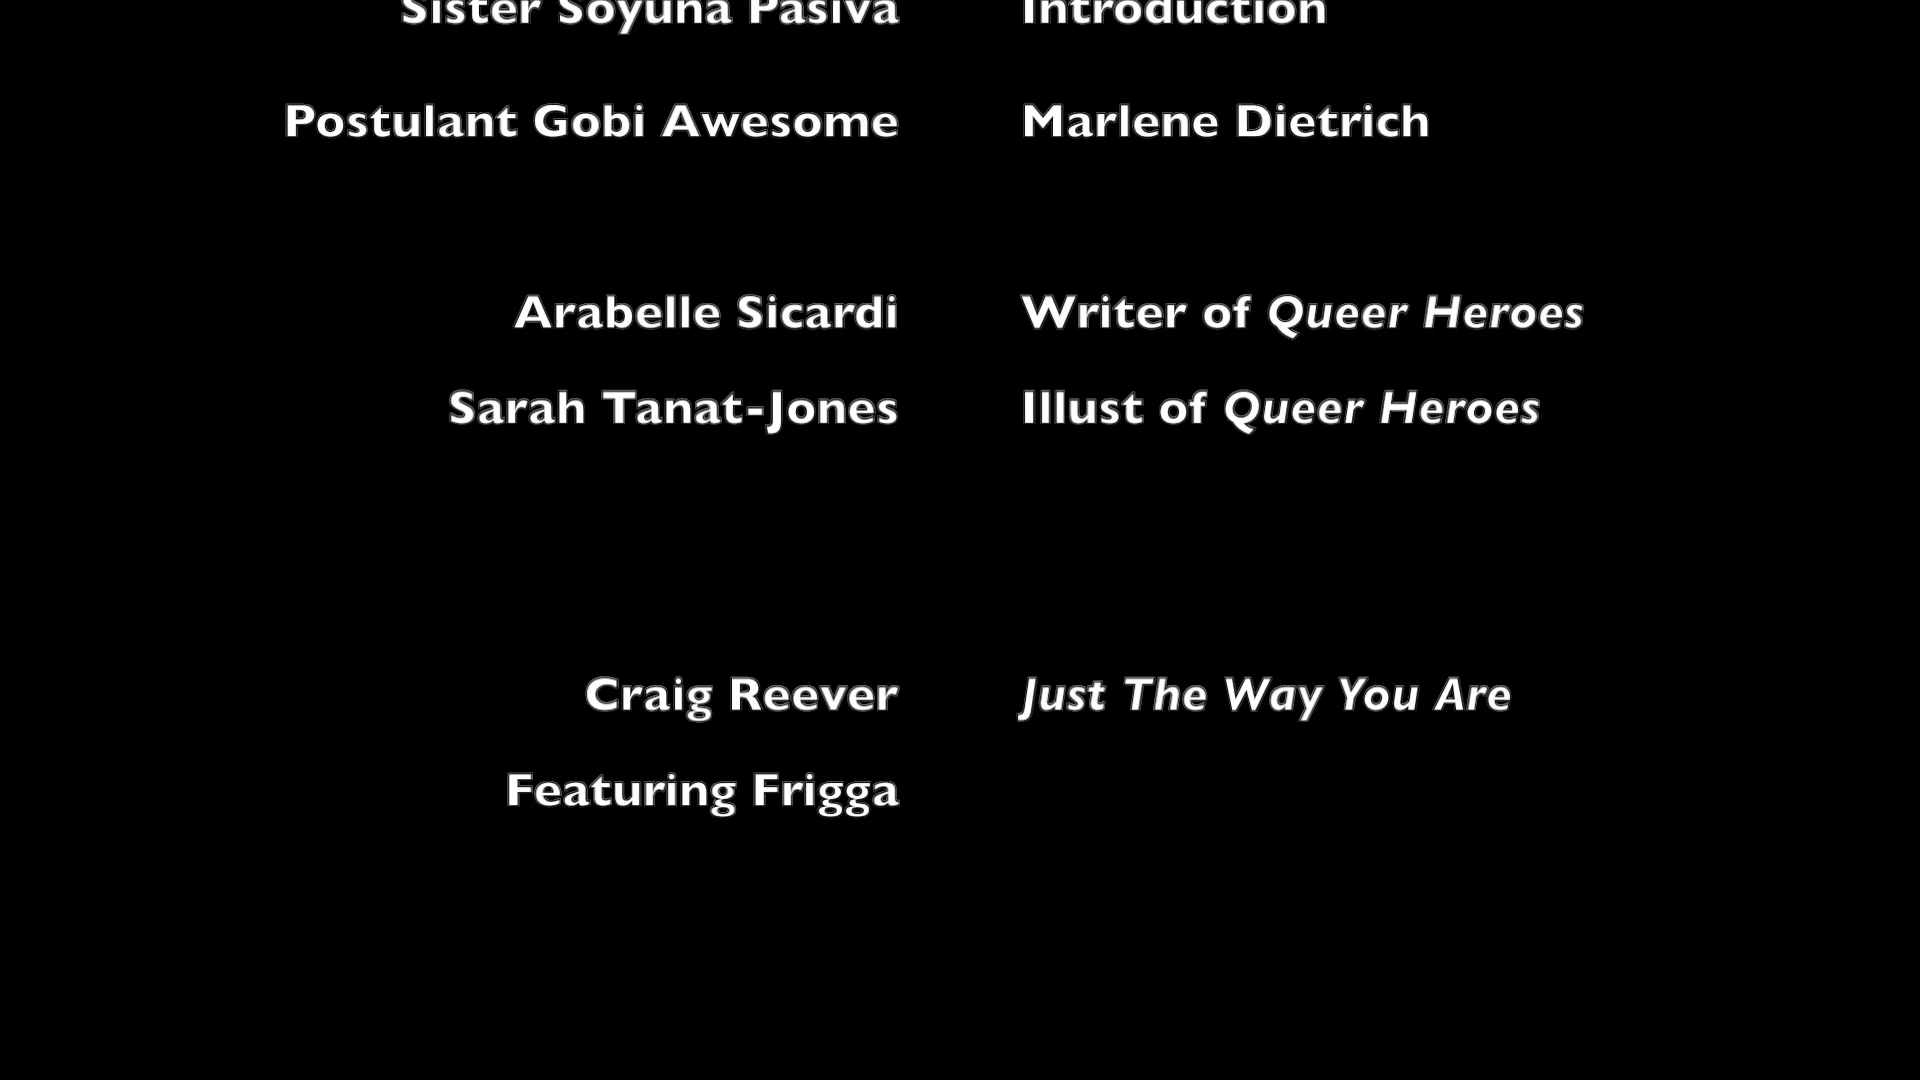 Sister Soyuna Pasiva Introduction
Postulant Gobi Awesome Marlene Dietrich
Arabelle Sicardi Writer of Queer Heroes
Sarah Tanat-Jones Illust of Queer Heroes
Craig Reever Just The Way You Are
Featuring Frigga